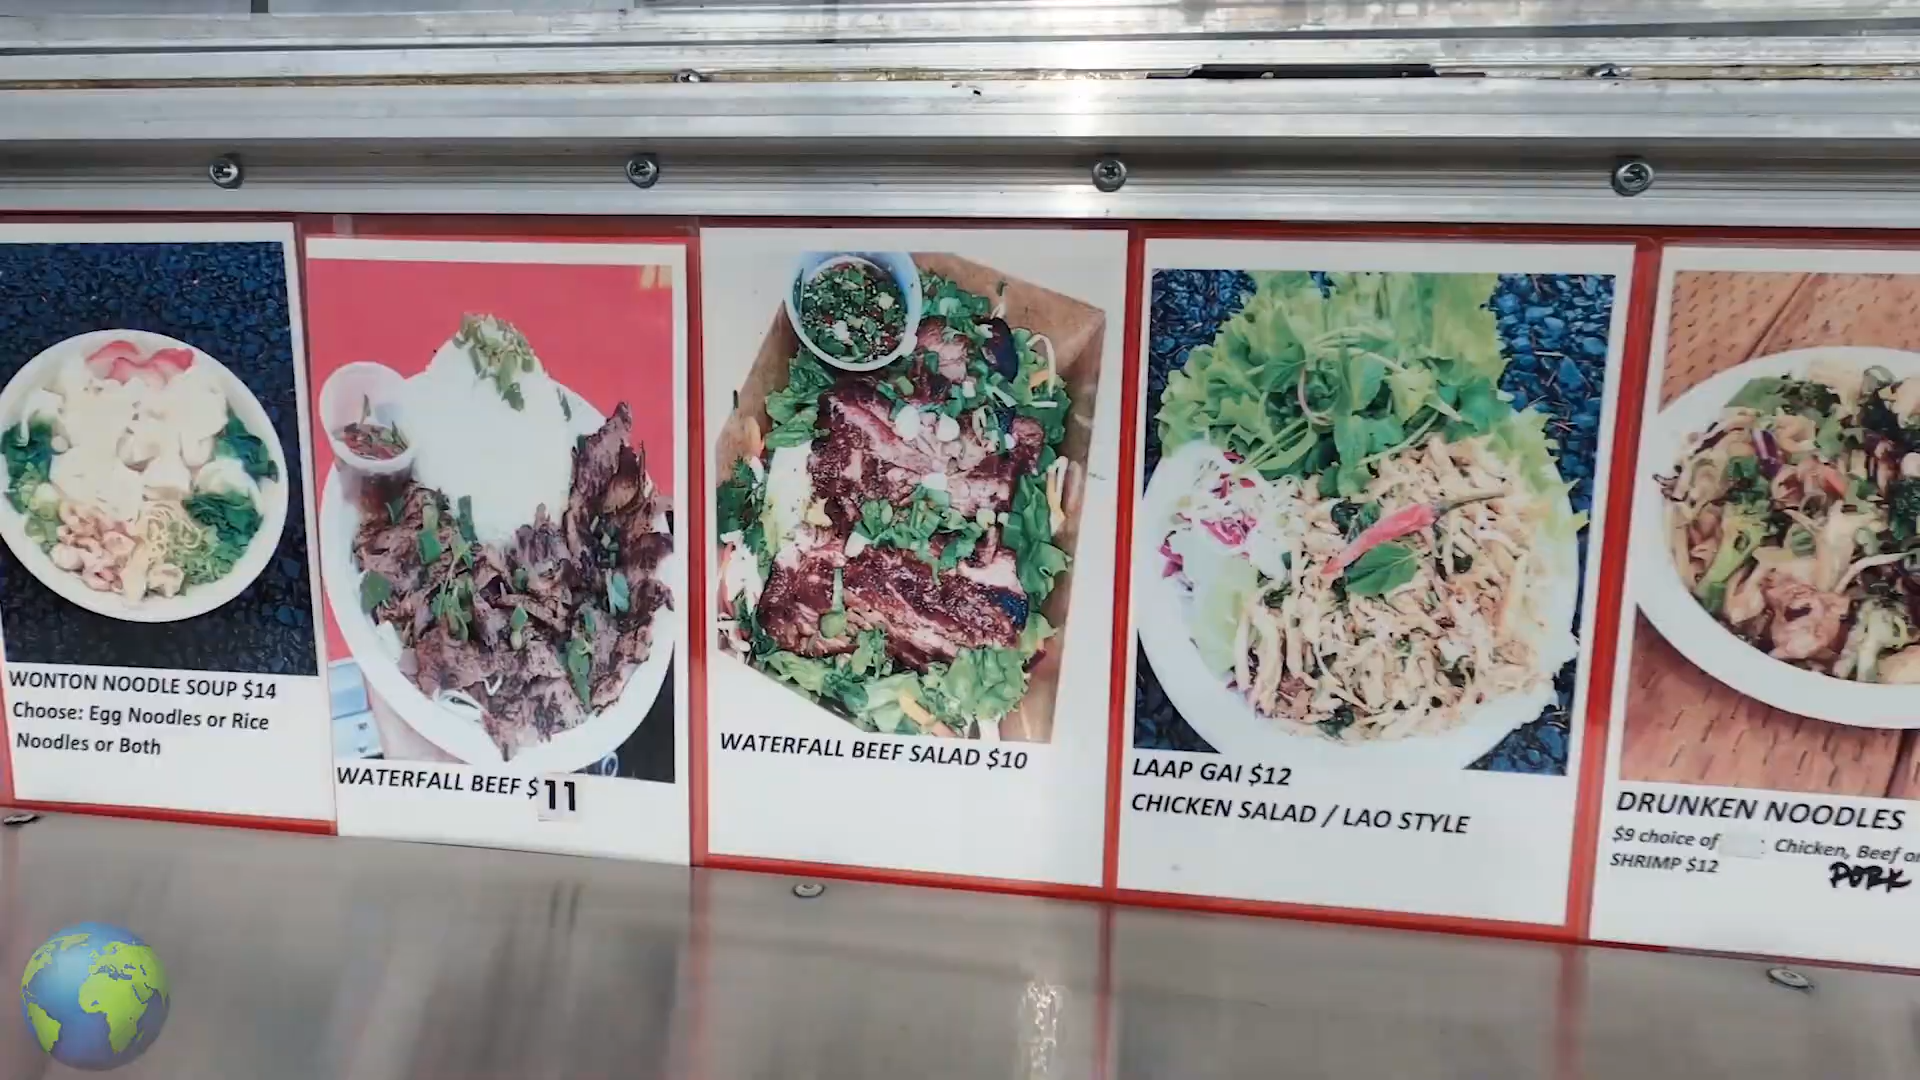 WONTON NOODLE SOUP $14
Choose: Egg Noodles or Rice
Noodles or Both
WATERFALL BEEF $11
WATERFALL BEEF SALAD $10
LAAP GAI $12
CHICKEN SALAD / LAO STYLE
DRUNKEN NOODLES
$9 choice of : Chicken, Beef or
SHRIMP $12
PORK